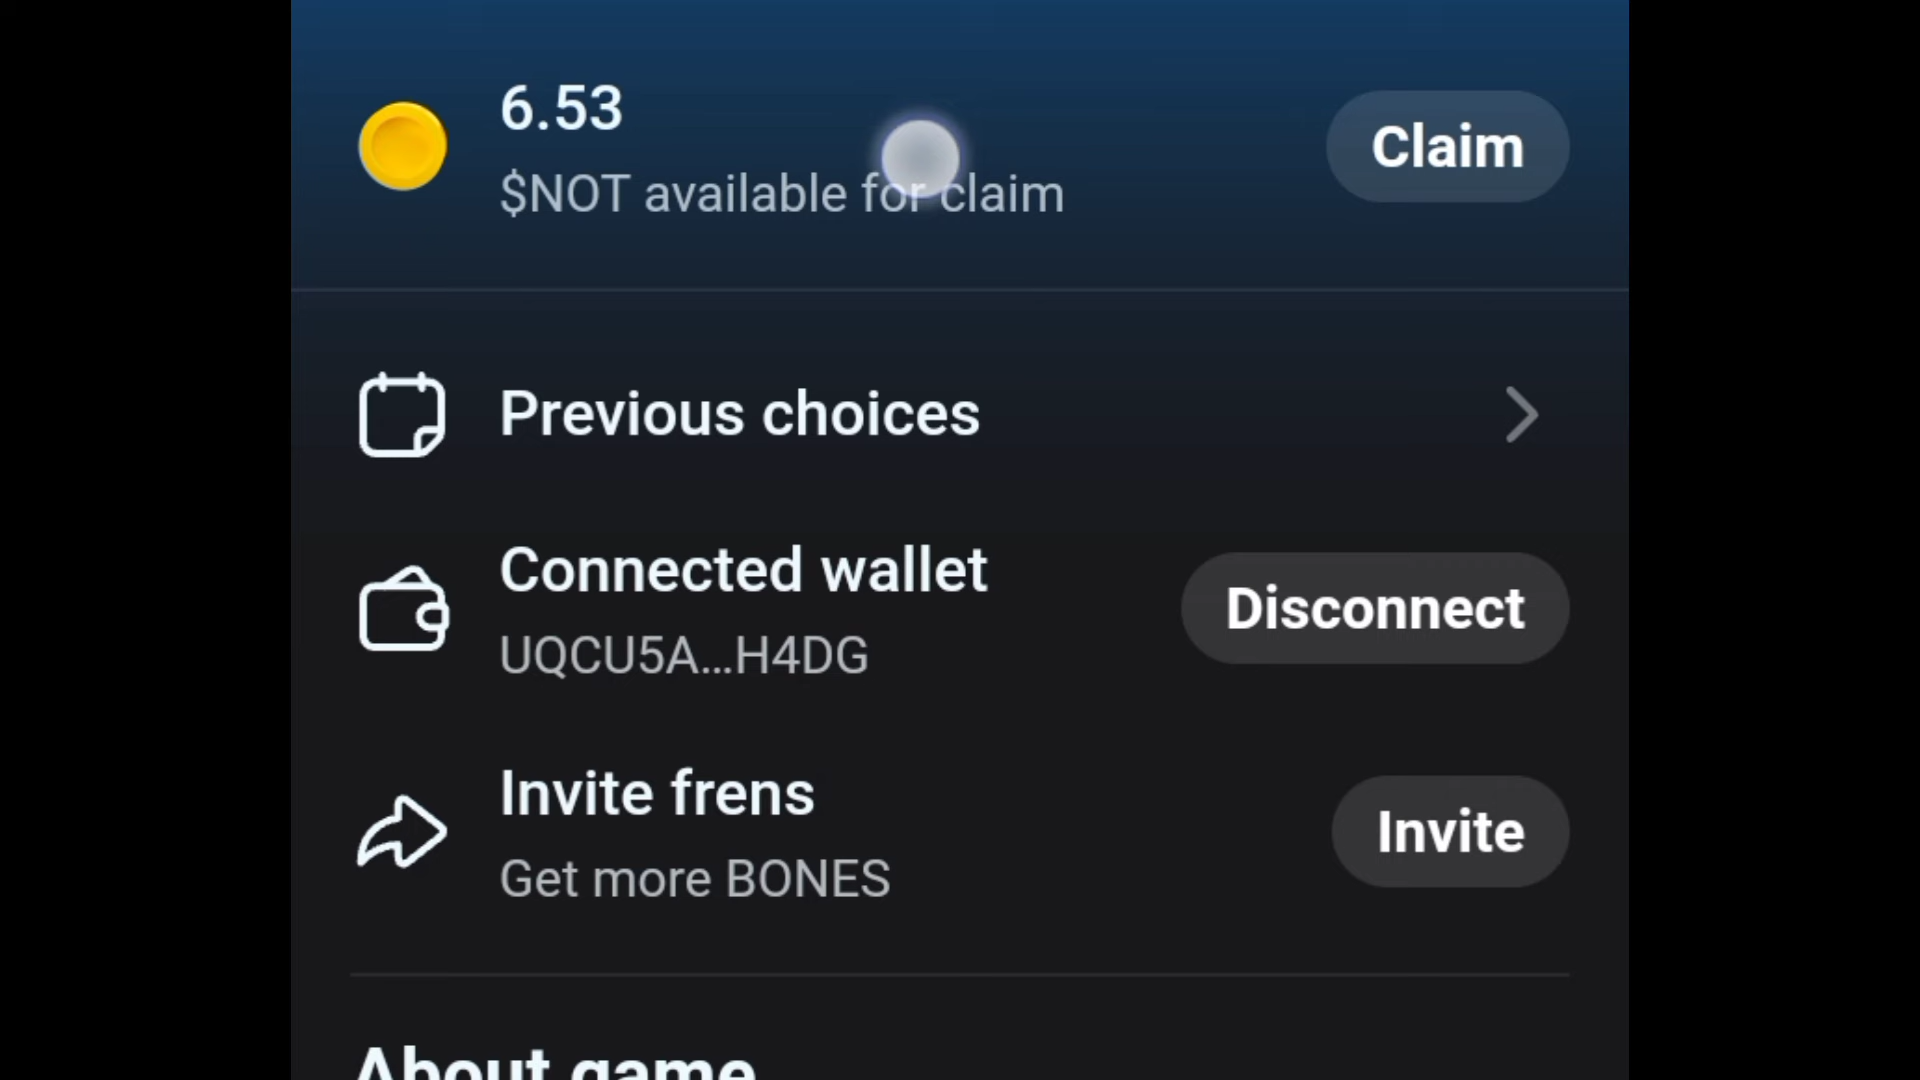 6.53
$NOT available for claim
Claim
Previous choices
Connected wallet
UQCU5A...H4DG
Disconnect
Invite frens
Get more BONES
Invite
About game